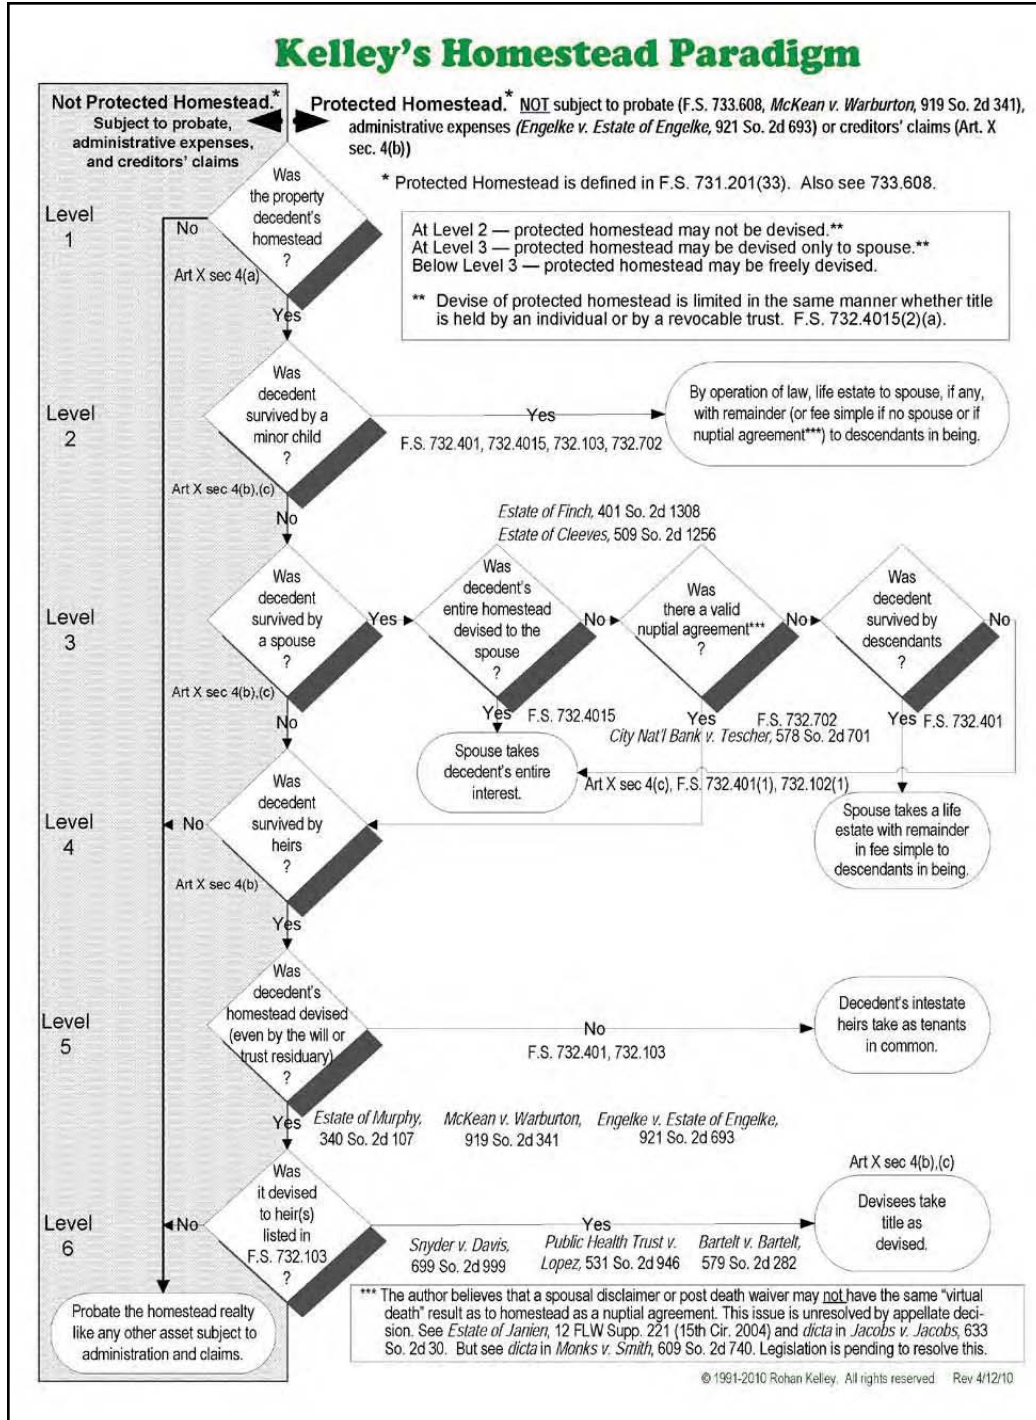 Kelley's Homestead Paradigm
Not Protected Homestead.*
Subject to probate,
administrative expenses,
and creditors' claims
Protected Homestead.* NOT subject to probate (F.S. 733.608, McKean v. Warburton, 919 So. 2d 341),
administrative expenses (Engelke v. Estate of Engelke, 921 So. 2d 693) or creditors' claims (Art. X
sec. 4(b))
* Protected Homestead is defined in F.S. 731.201(33). Also see 733.608.
Level
1
No
Was
the property
decedent's
homestead
?
Art X sec 4(a)
Yes
At Level 2 — protected homestead may not be devised.**
At Level 3 — protected homestead may be devised only to spouse.**
Below Level 3 — protected homestead may be freely devised.
** Devise of protected homestead is limited in the same manner whether title
is held by an individual or by a revocable trust. F.S. 732.4015(2)(a).
Level
2
Was
decedent
survived by a
minor child
?
Yes
F.S. 732.401, 732.4015, 732.103, 732.702
By operation of law, life estate to spouse, if any,
with remainder (or fee simple if no spouse or if
nuptial agreement***) to descendants in being.
Art X sec 4(b),(c)
No
Estate of Finch, 401 So. 2d 1308
Estate of Cleeves, 509 So. 2d 1256
Level
3
Was
decedent
survived by
a spouse
?
Yes
Was
decedent's
entire homestead
devised to the
spouse
?
No
Was
there a valid
nuptial agreement***
?
No
Was
decedent
survived by
descendants
?
No
Art X sec 4(b),(c)
No
Yes
F.S. 732.4015
Yes
F.S. 732.702
City Nat'l Bank v. Tescher, 578 So. 2d 701
Yes
F.S. 732.401
Spouse takes
decedent's entire
interest.
Art X sec 4(c), F.S. 732.401(1), 732.102(1)
Spouse takes a life
estate with remainder
in fee simple to
descendants in being.
Level
4
No
Was
decedent
survived by
heirs
?
Art X sec 4(b)
Yes
Level
5
Was
decedent's
homestead devised
(even by the will or
trust residuary)
?
No
F.S. 732.401, 732.103
Decedent's intestate
heirs take as tenants
in common.
Yes
Estate of Murphy,
340 So. 2d 107
McKean v. Warburton,
919 So. 2d 341
Engelke v. Estate of Engelke,
921 So. 2d 693
Level
6
No
Was
it devised
to heir(s)
listed in
F.S. 732.103
?
Yes
Snyder v. Davis,
699 So. 2d 999
Public Health Trust v.
Lopez, 531 So. 2d 946
Bartelt v. Bartelt,
579 So. 2d 282
Art X sec 4(b),(c)
Devisees take
title as
devised.
Probate the homestead realty
like any other asset subject to
administration and claims.
*** The author believes that a spousal disclaimer or post death waiver may not have the same "virtual
death" result as to homestead as a nuptial agreement. This issue is unresolved by appellate deci-
sion. See Estate of Janien, 12 FLW Supp. 221 (15th Cir. 2004) and dicta in Jacobs v. Jacobs, 633
So. 2d 30. But see dicta in Monks v. Smith, 609 So. 2d 740. Legislation is pending to resolve this.
© 1991-2010 Rohan Kelley. All rights reserved Rev 4/12/10